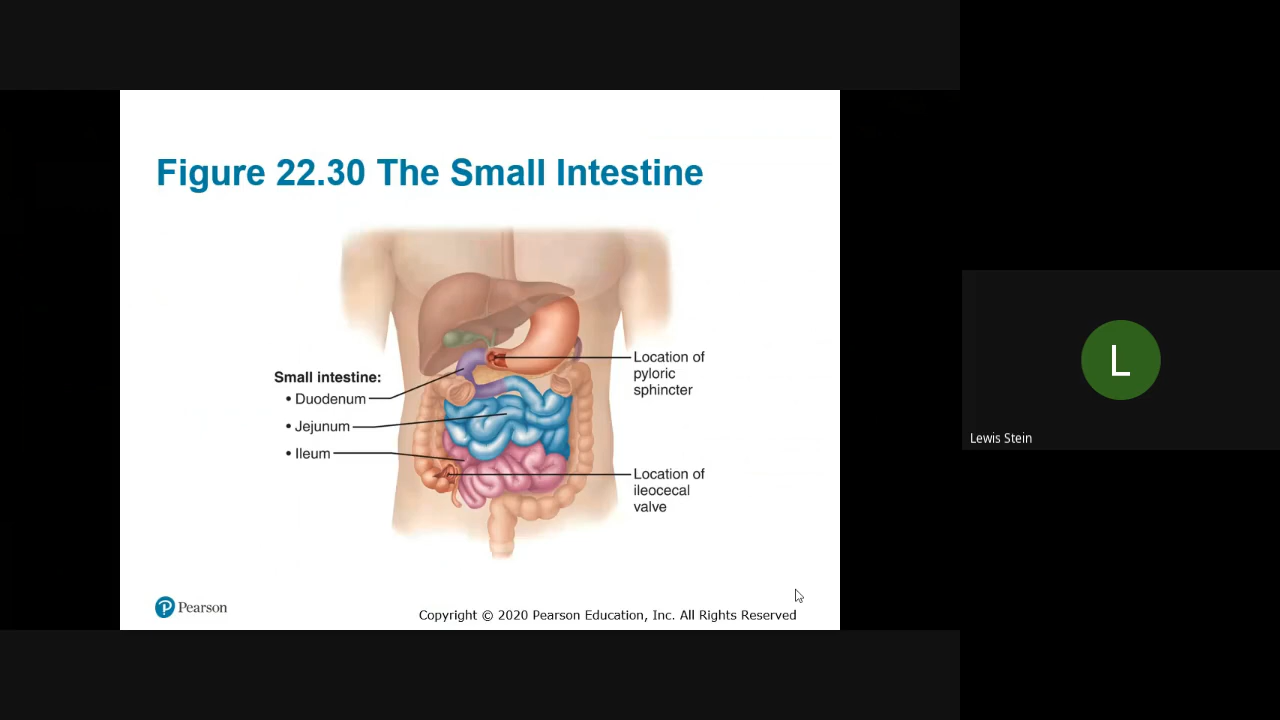 Figure 22.30 The Small Intestine
Small intestine:
• Duodenum
• Jejunum
• Ileum
Location of
pyloric
sphincter
Location of
ileocecal
valve
P Pearson
Copyright © 2020 Pearson Education, Inc. All Rights Reserved
L
Lewis Stein